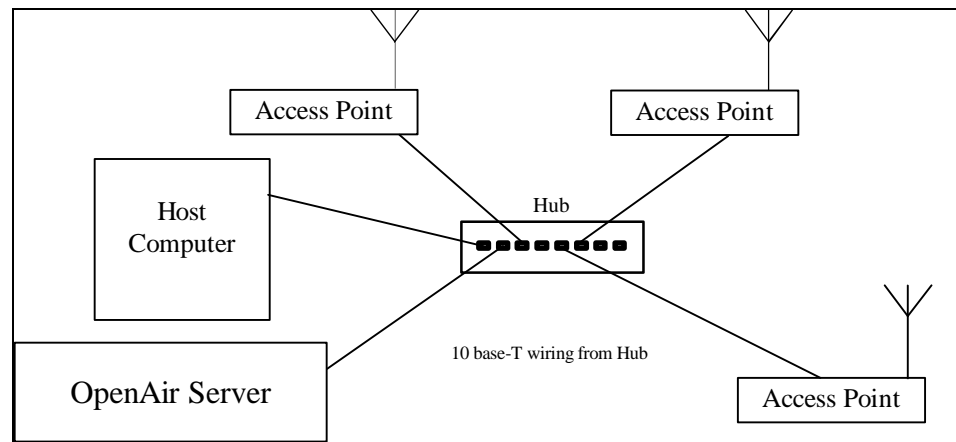 Access Point
Access Point
Host
Computer
Hub
10 base-T wiring from Hub
OpenAir Server
Access Point